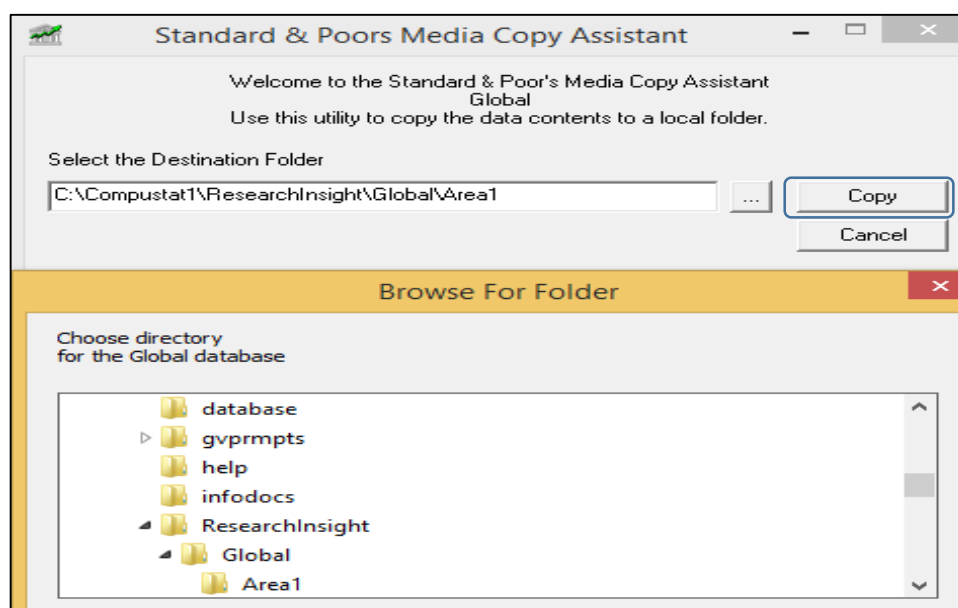 Standard & Poors Media Copy Assistant
Welcome to the Standard & Poor's Media Copy Assistant
Global
Use this utility to copy the data contents to a local folder.
Select the Destination Folder
C:\Compustat1\ResearchInsight\Global\Area1
...
Copy
Cancel
Browse For Folder
Choose directory
for the Global database
database
gvprmpts
help
infodocs
ResearchInsight
Global
Area1